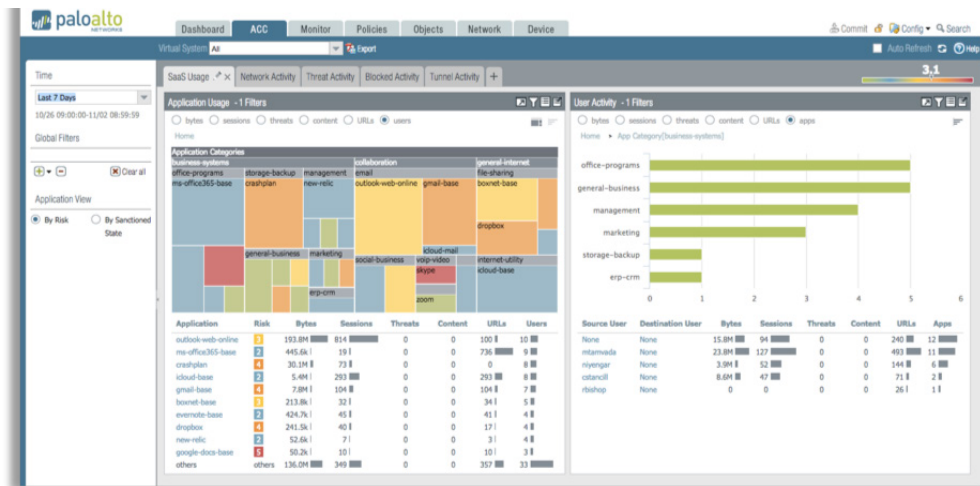 paloalto
NETWORKS
Dashboard ACC Monitor Policies Objects Network Device
Commit Config Search
Virtual System All Export
Auto Refresh Help
Time
Last 7 Days
10/26 09:00:00-11/02 08:59:59
Global Filters
Clear all
Application View
By Risk By Sanctioned State
SaaS Usage Network Activity Threat Activity Blocked Activity Tunnel Activity +
3.1
Application Usage - 1 Filters
bytes sessions threats content URLs users
Home
Application Categories
business-systems collaboration general-internet
office-programs storage-backup management email file-sharing
ms-office365-base crashplan new-relic outlook-web-online gmail-base boxnet-base
dropbox
icloud-mail
general-business marketing social-business voip-video internet-utility
skype icloud-base
erp-crm zoom
Application Risk Bytes Sessions Threats Content URLs Users
outlook-web-online 3 193.8M 814 0 0 100 10
ms-office365-base 2 445.6k 19 0 0 736 9
crashplan 4 30.1M 73 0 0 0 8
icloud-base 2 5.4M 293 0 0 293 8
gmail-base 4 7.8M 104 0 0 104 7
boxnet-base 3 213.8k 32 0 0 34 5
evernote-base 2 424.7k 45 0 0 41 4
dropbox 4 241.5k 40 0 0 17 4
new-relic 2 52.6k 7 0 0 3 4
google-docs-base 5 50.2k 10 0 0 10 3
others others 136.0M 349 0 0 357 33
User Activity - 1 Filters
bytes sessions threats content URLs apps
Home App Category[business-systems]
office-programs
general-business
management
marketing
storage-backup
erp-crm
0 1 2 3 4 5 6
Source User Destination User Bytes Sessions Threats Content URLs Apps
None None 15.8M 94 0 0 240 12
mtamvada None 23.8M 127 0 0 493 11
niyengar None 3.9M 52 0 0 144 6
cstancill None 8.6M 47 0 0 71 2
rbishop None 0 0 0 0 26 1